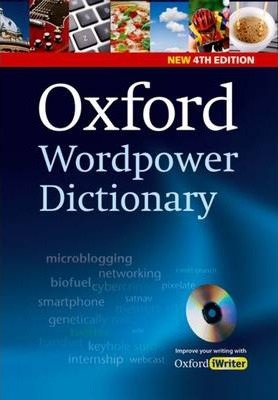 NEW 4TH EDITION
Oxford
Wordpower
Dictionary
microblogging
networking
biofuel
pixelate
cybercrime
smartphone
satnav
genetically
keyhole
internship
webcast
Improve your writing with
Oxford iWriter